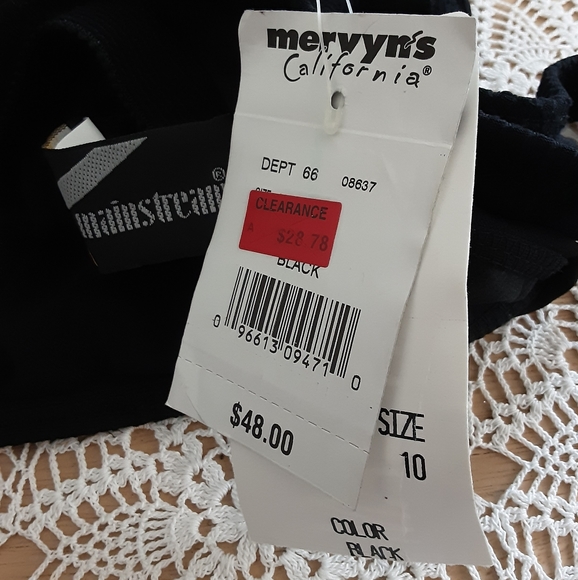 mervyn's
California®
DEPT 66 08637
CLEARANCE
$28 78
BLACK
0 96613 09471 0
$48.00
mainstream®
SIZE
10
COLOR
BLACK